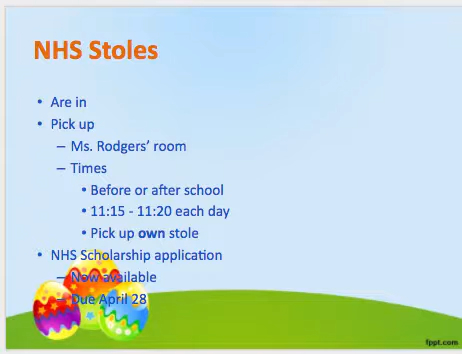 NHS Stoles
• Are in
• Pick up
– Ms. Rodgers’ room
– Times
• Before or after school
• 11:15 - 11:20 each day
• Pick up own stole
• NHS Scholarship application
– Now available
– Due April 28
fppt.com